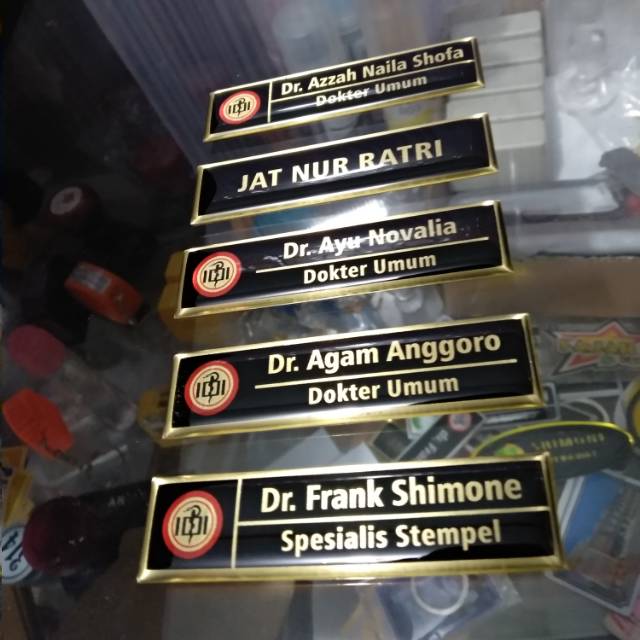 Dr. Azzah Naila Shofa
Dokter Umum
JAT NUR RATRI
Dr. Ayu Novalia
Dokter Umum
Dr. Agam Anggoro
Dokter Umum
Dr. Frank Shimone
Spesialis Stempel